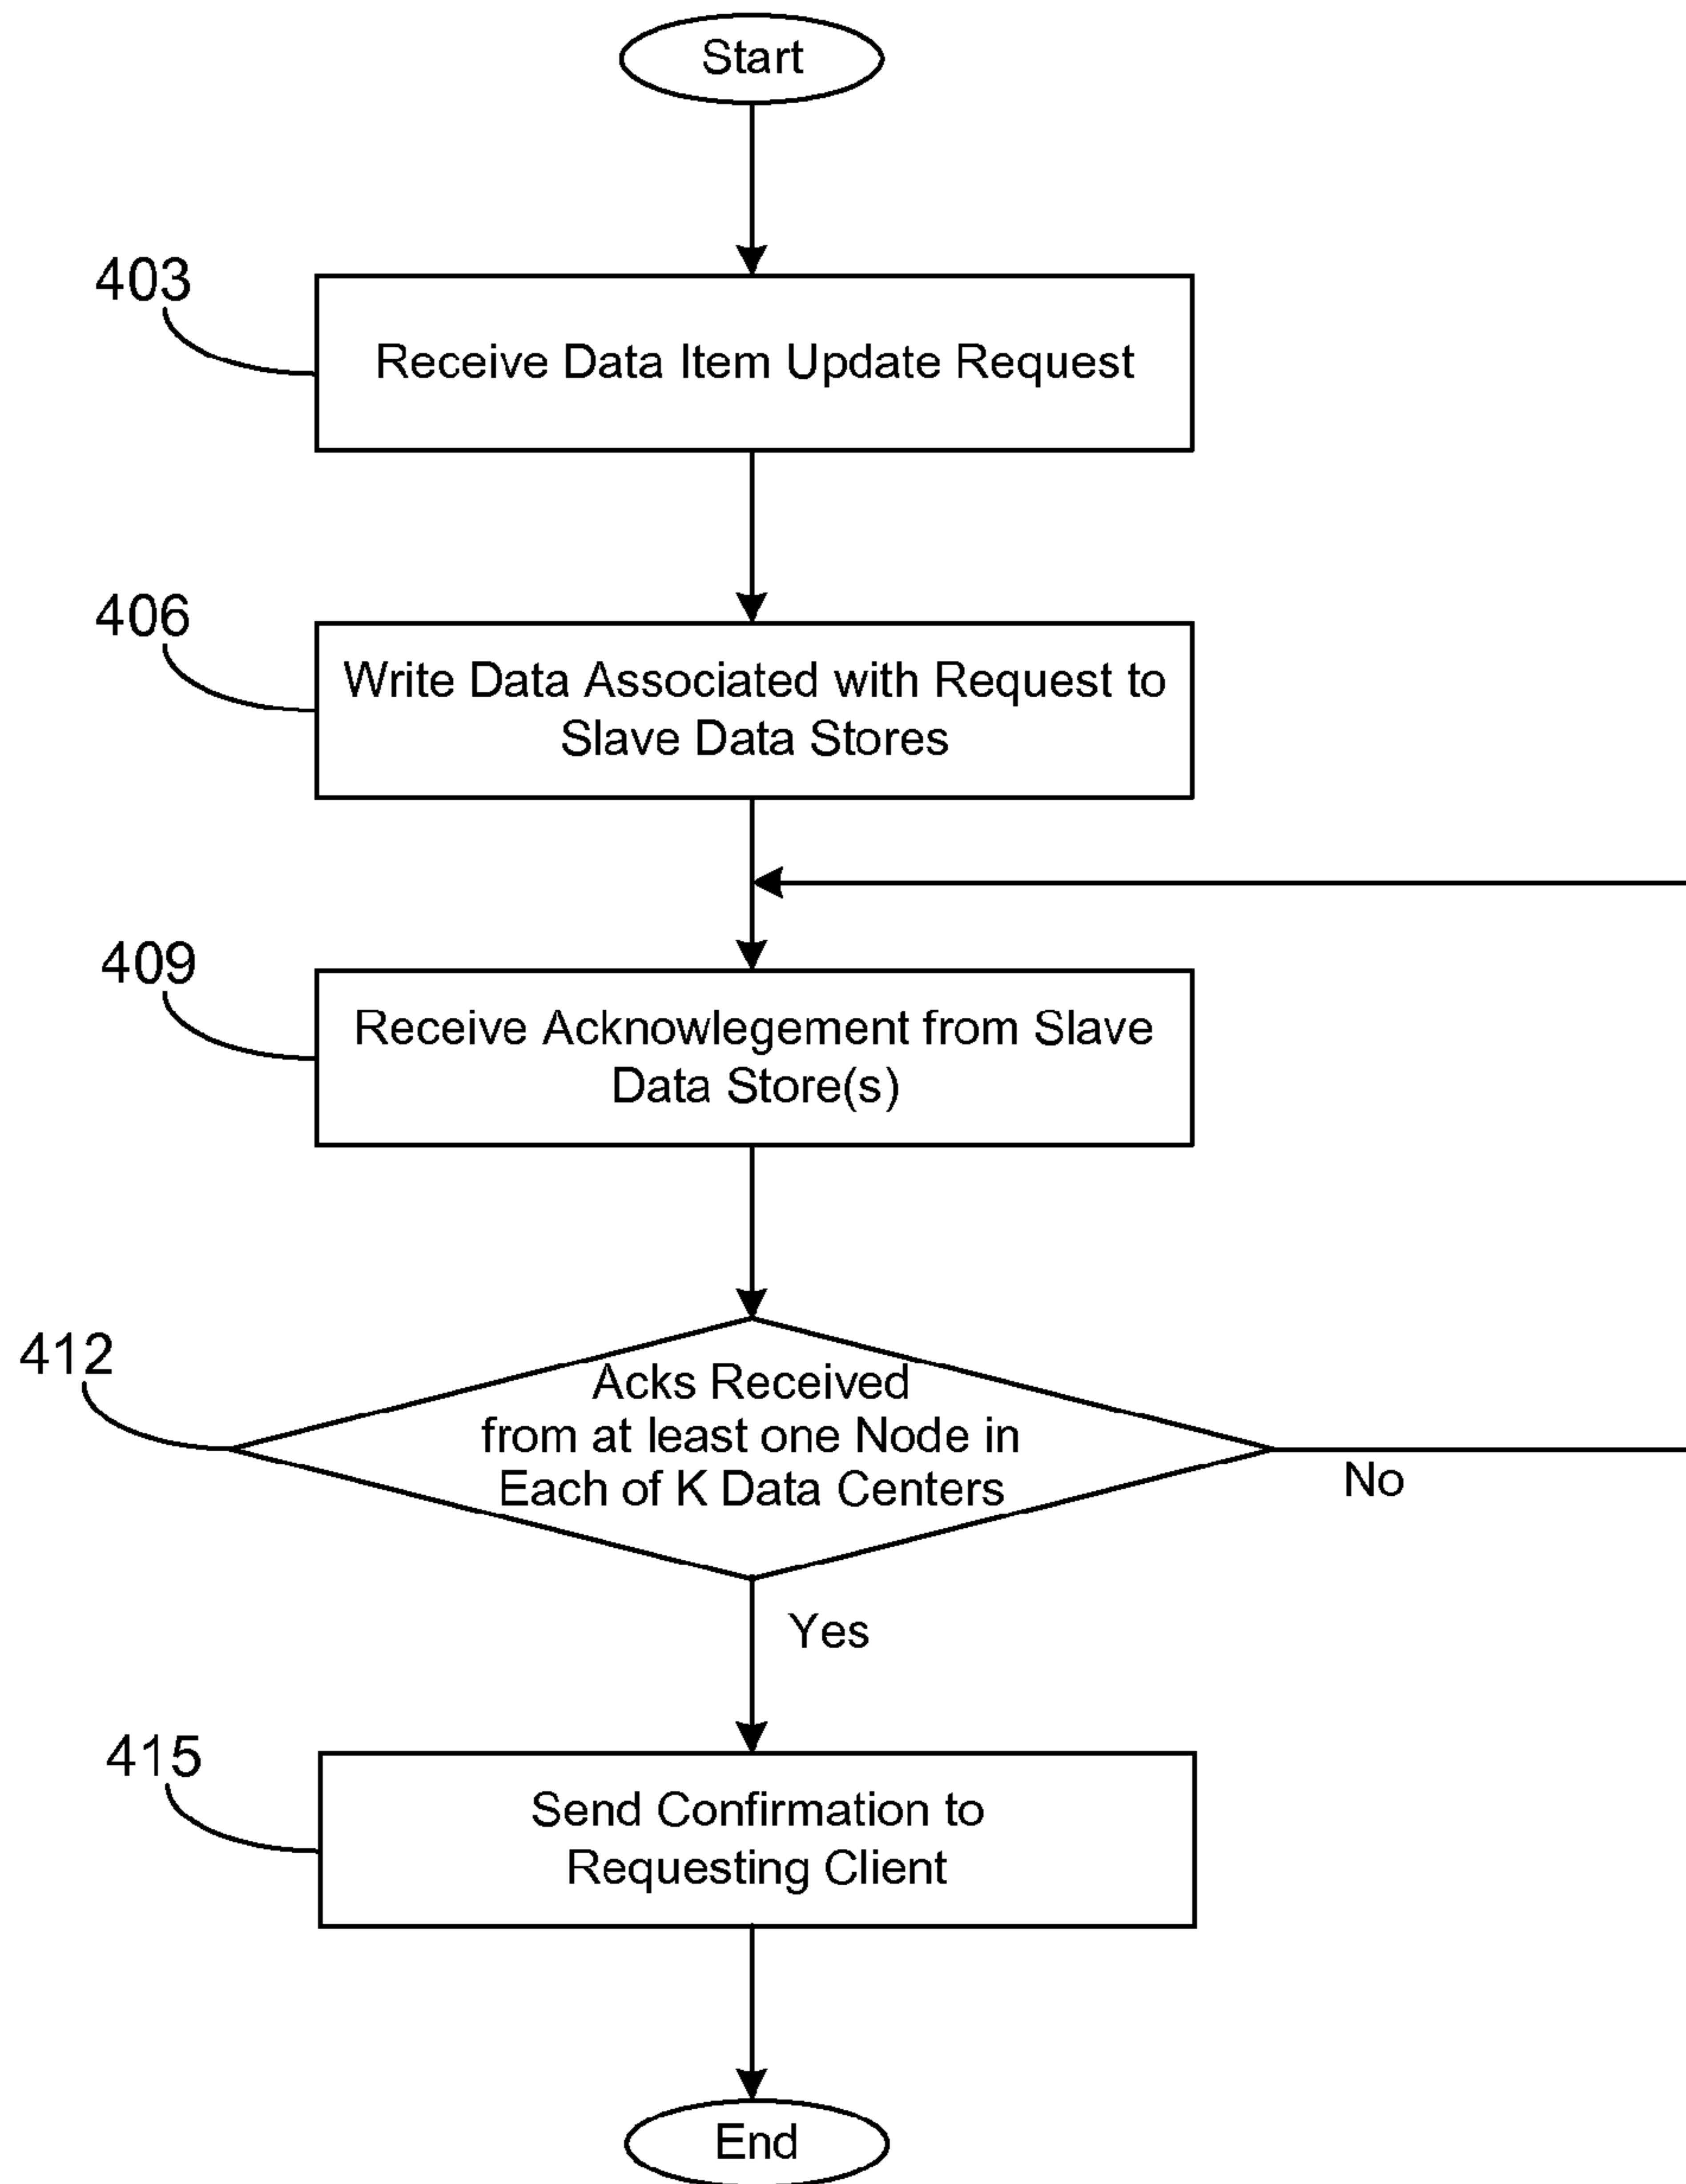 Start
403
Receive Data Item Update Request
406
Write Data Associated with Request to
Slave Data Stores
409
Receive Acknowlegement from Slave
Data Store(s)
412
Acks Received
from at least one Node in
Each of K Data Centers
No
Yes
415
Send Confirmation to
Requesting Client
End